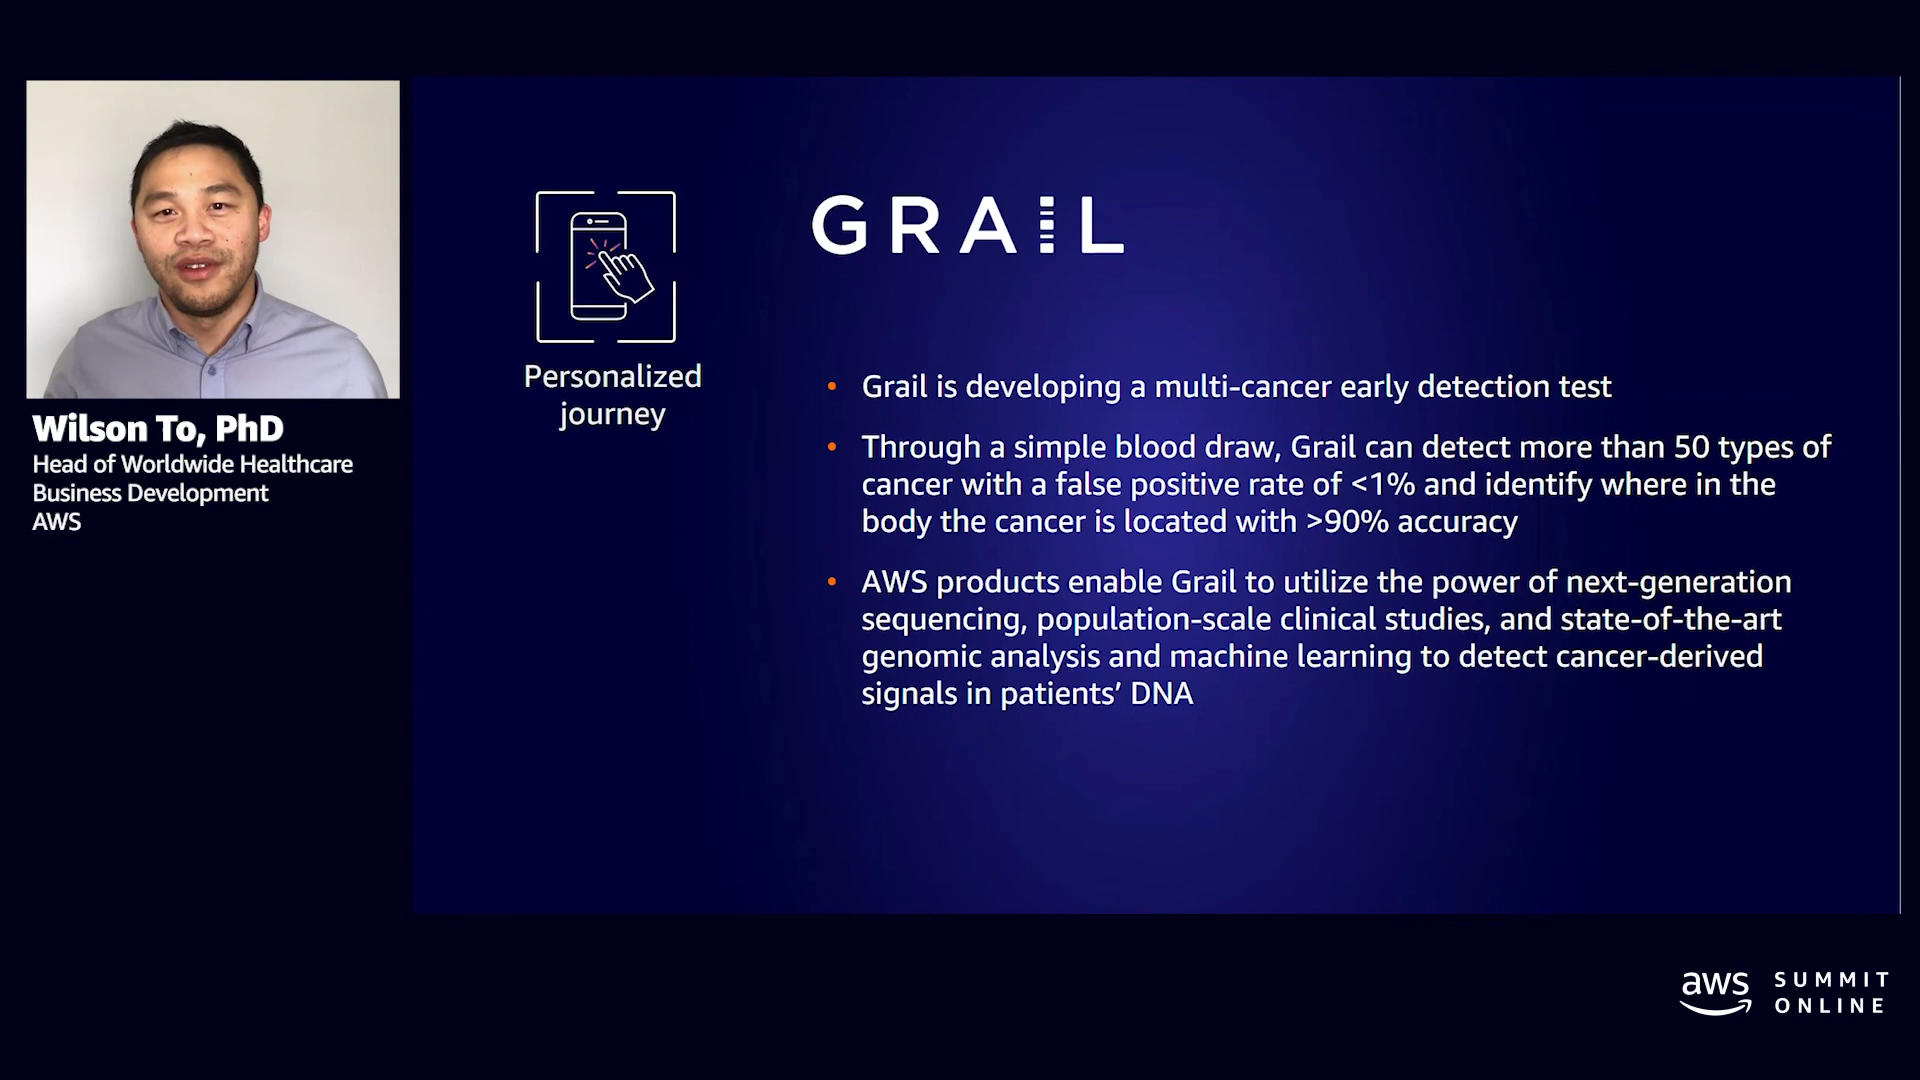 Wilson To, PhD
Head of Worldwide Healthcare
Business Development
AWS
Personalized
journey
GRAIL
• Grail is developing a multi-cancer early detection test
• Through a simple blood draw, Grail can detect more than 50 types of
cancer with a false positive rate of <1% and identify where in the
body the cancer is located with >90% accuracy
• AWS products enable Grail to utilize the power of next-generation
sequencing, population-scale clinical studies, and state-of-the-art
genomic analysis and machine learning to detect cancer-derived
signals in patients’ DNA
aws SUMMIT
ONLINE